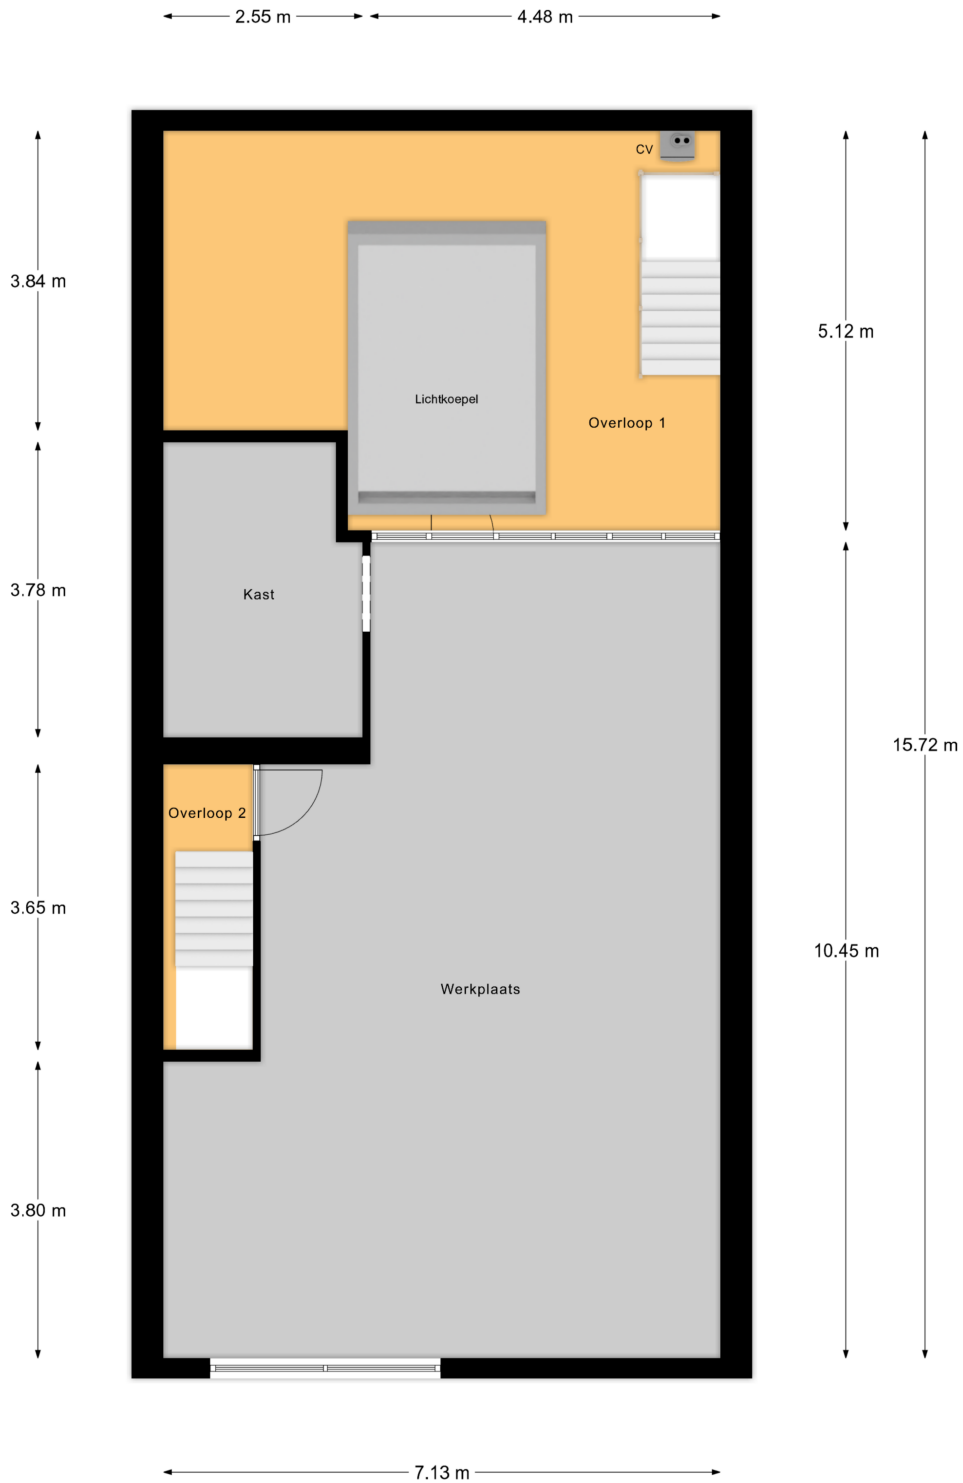 2.55 m
4.48 m
CV
3.84 m
5.12 m
Lichtkoepel
Overloop 1
3.78 m
Kast
15.72 m
Overloop 2
3.65 m
10.45 m
Werkplaats
3.80 m
7.13 m